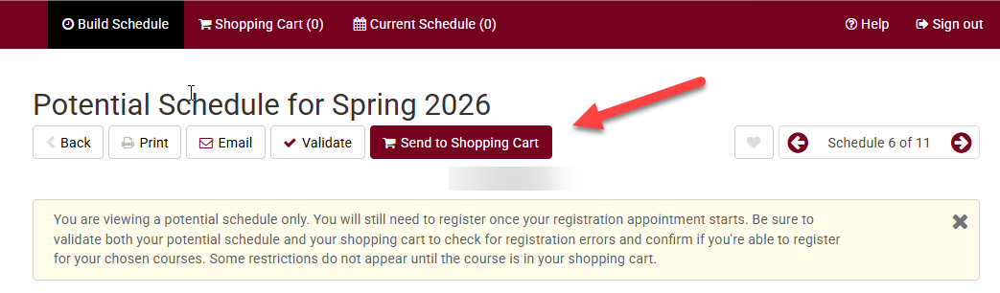 Build Schedule Shopping Cart (0) Current Schedule (0) Help Sign out
Potential Schedule for Spring 2026
Back Print Email Validate Send to Shopping Cart Schedule 6 of 11
You are viewing a potential schedule only. You will still need to register once your registration appointment starts. Be sure to
validate both your potential schedule and your shopping cart to check for registration errors and confirm if you're able to register
for your chosen courses. Some restrictions do not appear until the course is in your shopping cart.